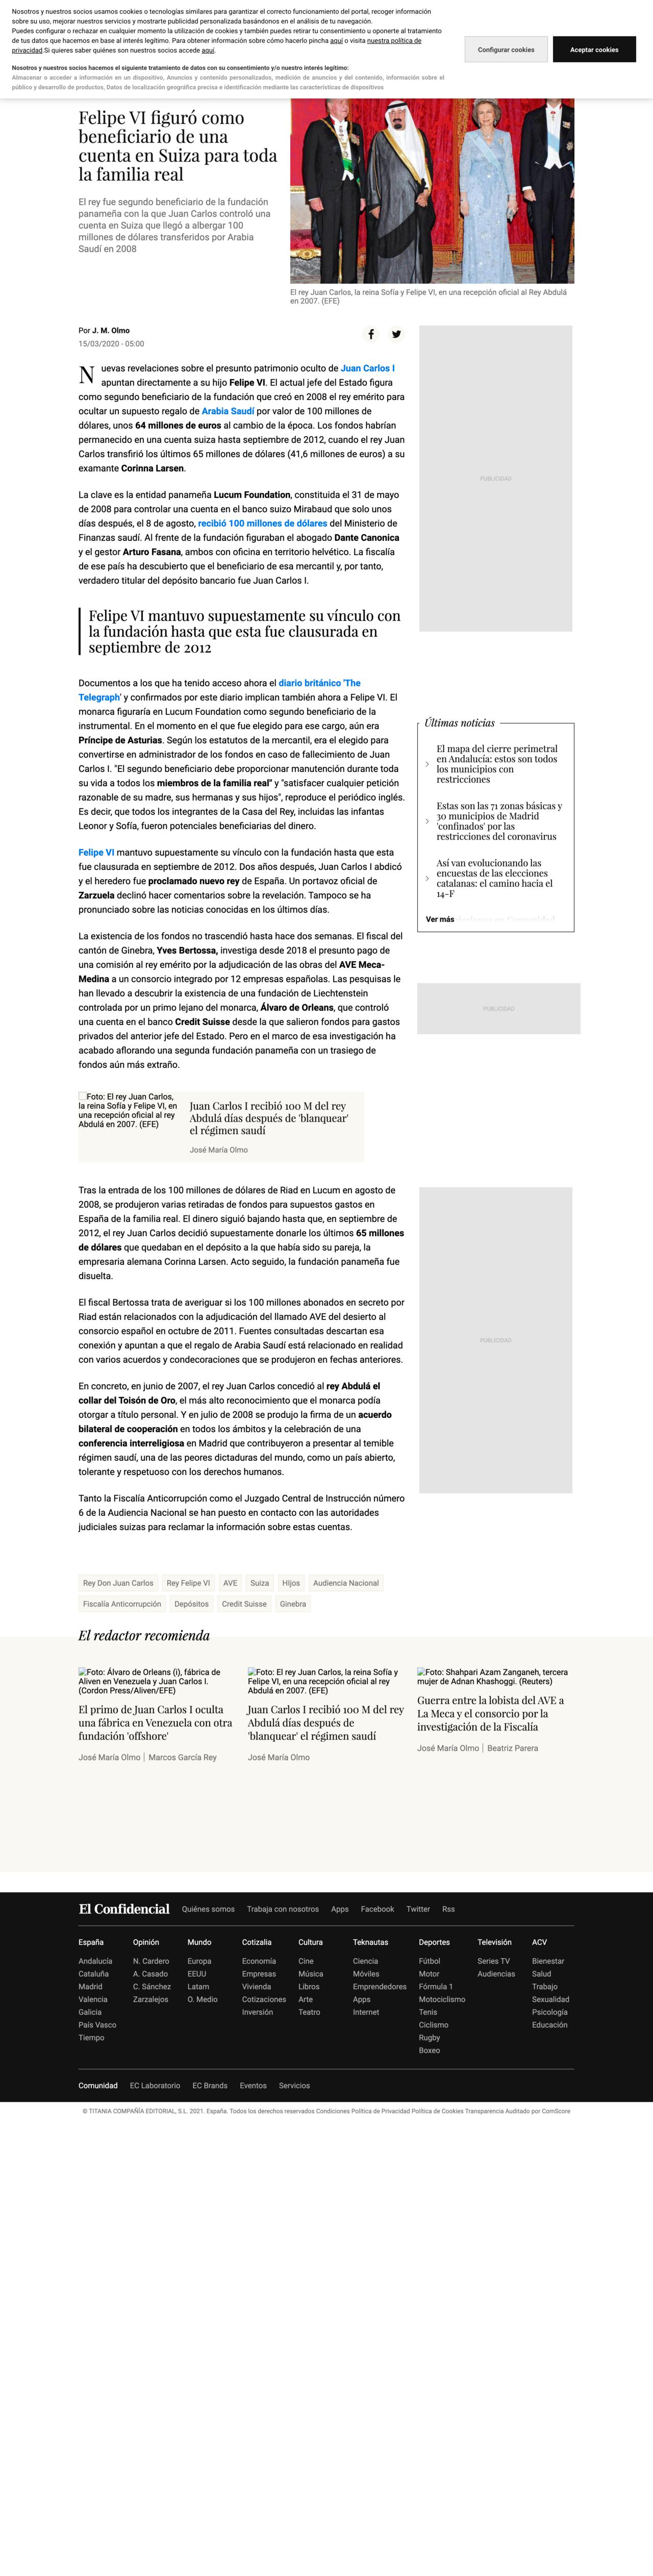 Nosotros y nuestros socios usamos cookies o tecnologías similares para garantizar el correcto funcionamiento del portal, recoger información
sobre su uso, mejorar nuestros servicios y mostrarte publicidad personalizada basándonos en el análisis de tu navegación.
Puedes configurar o rechazar en cualquier momento la utilización de cookies y también puedes retirar tu consentimiento u oponerte al tratamiento
de tus datos que hacemos en base al interés legítimo. Para obtener información sobre cómo hacerlo pincha aquí o visita nuestra política de
privacidad.Si quieres saber quiénes son nuestros socios accede aquí.
Nosotros y nuestros socios hacemos el siguiente tratamiento de datos con su consentimiento y/o nuestro interés legítimo:
Almacenar o acceder a información en un dispositivo, Anuncios y contenido personalizados, medición de anuncios y del contenido, información sobre el
público y desarrollo de productos, Datos de localización geográfica precisa e identificación mediante las características de dispositivos
Configurar cookies
Aceptar cookies
Felipe VI figuró como
beneficiario de una
cuenta en Suiza para toda
la familia real
El rey fue segundo beneficiario de la fundación
panameña con la que Juan Carlos controló una
cuenta en Suiza que llegó a albergar 100
millones de dólares transferidos por Arabia
Saudí en 2008
El rey Juan Carlos, la reina Sofía y Felipe VI, en una recepción oficial al Rey Abdulá
en 2007. (EFE)
Por J. M. Olmo
15/03/2020 - 05:00
Nuevas revelaciones sobre el presunto patrimonio oculto de Juan Carlos I
apuntan directamente a su hijo Felipe VI. El actual jefe del Estado figura
como segundo beneficiario de la fundación que creó en 2008 el rey emérito para
ocultar un supuesto regalo de Arabia Saudí por valor de 100 millones de
dólares, unos 64 millones de euros al cambio de la época. Los fondos habrían
permanecido en una cuenta suiza hasta septiembre de 2012, cuando el rey Juan
Carlos transfirió los últimos 65 millones de dólares (41,6 millones de euros) a su
examante Corinna Larsen.
La clave es la entidad panameña Lucum Foundation, constituida el 31 de mayo
de 2008 para controlar una cuenta en el banco suizo Mirabaud que solo unos
días después, el 8 de agosto, recibió 100 millones de dólares del Ministerio de
Finanzas saudí. Al frente de la fundación figuraban el abogado Dante Canonica
y el gestor Arturo Fasana, ambos con oficina en territorio helvético. La fiscalía
de ese país ha descubierto que el beneficiario de esa mercantil y, por tanto,
verdadero titular del depósito bancario fue Juan Carlos I.
Felipe VI mantuvo supuestamente su vínculo con
la fundación hasta que esta fue clausurada en
septiembre de 2012
Documentos a los que ha tenido acceso ahora el diario británico 'The
Telegraph' y confirmados por este diario implican también ahora a Felipe VI. El
monarca figuraría en Lucum Foundation como segundo beneficiario de la
instrumental. En el momento en el que fue elegido para ese cargo, aún era
Príncipe de Asturias. Según los estatutos de la mercantil, era el elegido para
convertirse en administrador de los fondos en caso de fallecimiento de Juan
Carlos I. "El segundo beneficiario debe proporcionar manutención durante toda
su vida a todos los miembros de la familia real" y "satisfacer cualquier petición
razonable de su madre, sus hermanas y sus hijos", reproduce el periódico inglés.
Es decir, que todos los integrantes de la Casa del Rey, incluidas las infantas
Leonor y Sofía, fueron potenciales beneficiarias del dinero.
Felipe VI mantuvo supuestamente su vínculo con la fundación hasta que esta
fue clausurada en septiembre de 2012. Dos años después, Juan Carlos I abdicó
y el heredero fue proclamado nuevo rey de España. Un portavoz oficial de
Zarzuela declinó hacer comentarios sobre la revelación. Tampoco se ha
pronunciado sobre las noticias conocidas en los últimos días.
La existencia de los fondos no trascendió hasta hace dos semanas. El fiscal del
cantón de Ginebra, Yves Bertossa, investiga desde 2018 el presunto pago de
una comisión al rey emérito por la adjudicación de las obras del AVE Meca-
Medina a un consorcio integrado por 12 empresas españolas. Las pesquisas le
han llevado a descubrir la existencia de una fundación de Liechtenstein
controlada por un primo lejano del monarca, Álvaro de Orleans, que controló
una cuenta en el banco Credit Suisse desde la que salieron fondos para gastos
privados del anterior jefe del Estado. Pero en el marco de esa investigación ha
acabado aflorando una segunda fundación panameña con un trasiego de
fondos aún más extraño.
Foto: El rey Juan Carlos,
la reina Sofía y Felipe VI, en
una recepción oficial al rey
Abdulá en 2007. (EFE)
Juan Carlos I recibió 100 M del rey
Abdulá días después de 'blanquear'
el régimen saudí
José María Olmo
Tras la entrada de los 100 millones de dólares de Riad en Lucum en agosto de
2008, se produjeron varias retiradas de fondos para supuestos gastos en
España de la familia real. El dinero siguió bajando hasta que, en septiembre de
2012, el rey Juan Carlos decidió supuestamente donarle los últimos 65 millones
de dólares que quedaban en el depósito a la que había sido su pareja, la
empresaria alemana Corinna Larsen. Acto seguido, la fundación panameña fue
disuelta.
El fiscal Bertossa trata de averiguar si los 100 millones abonados en secreto por
Riad están relacionados con la adjudicación del llamado AVE del desierto al
consorcio español en octubre de 2011. Fuentes consultadas descartan esa
conexión y apuntan a que el regalo de Arabia Saudí está relacionado en realidad
con varios acuerdos y condecoraciones que se produjeron en fechas anteriores.
En concreto, en junio de 2007, el rey Juan Carlos concedió al rey Abdulá el
collar del Toisón de Oro, el más alto reconocimiento que el monarca podía
otorgar a título personal. Y en julio de 2008 se produjo la firma de un acuerdo
bilateral de cooperación en todos los ámbitos y la celebración de una
conferencia interreligiosa en Madrid que contribuyeron a presentar al temible
régimen saudí, una de las peores dictaduras del mundo, como un país abierto,
tolerante y respetuoso con los derechos humanos.
Tanto la Fiscalía Anticorrupción como el Juzgado Central de Instrucción número
6 de la Audiencia Nacional se han puesto en contacto con las autoridades
judiciales suizas para reclamar la información sobre estas cuentas.
PUBLICIDAD
Últimas noticias
El mapa del cierre perimetral
en Andalucía: estos son todos
los municipios con
restricciones
Estas son las 71 zonas básicas y
30 municipios de Madrid
'confinados' por las
restricciones del coronavirus
Así van evolucionando las
encuestas de las elecciones
catalanas: el camino hacia el
14-F
Ver más
PUBLICIDAD
PUBLICIDAD
Rey Don Juan Carlos Rey Felipe VI AVE Suiza Hijos Audiencia Nacional
Fiscalía Anticorrupción Depósitos Credit Suisse Ginebra
El redactor recomienda
Foto: Álvaro de Orleans (i), fábrica de
Aliven en Venezuela y Juan Carlos I.
(Cordon Press/Aliven/EFE)
El primo de Juan Carlos I oculta
una fábrica en Venezuela con otra
fundación 'offshore'
José María Olmo | Marcos García Rey
Foto: El rey Juan Carlos, la reina Sofía y
Felipe VI, en una recepción oficial al rey
Abdulá en 2007. (EFE)
Juan Carlos I recibió 100 M del rey
Abdulá días después de
'blanquear' el régimen saudí
José María Olmo
Foto: Shahpari Azam Zanganeh, tercera
mujer de Adnan Khashoggi. (Reuters)
Guerra entre la lobista del AVE a
La Meca y el consorcio por la
investigación de la Fiscalía
José María Olmo | Beatriz Parera
El Confidencial Quiénes somos Trabaja con nosotros Apps Facebook Twitter Rss
España
Andalucía
Cataluña
Madrid
Valencia
Galicia
País Vasco
Tiempo
Opinión
N. Cardero
A. Casado
C. Sánchez
Zarzalejos
Mundo
Europa
EEUU
Latam
O. Medio
Cotizalia
Economía
Empresas
Vivienda
Cotizaciones
Inversión
Cultura
Cine
Música
Libros
Arte
Teatro
Teknautas
Ciencia
Móviles
Emprendedores
Apps
Internet
Deportes
Fútbol
Motor
Fórmula 1
Motociclismo
Tenis
Ciclismo
Rugby
Boxeo
Televisión
Series TV
Audiencias
ACV
Bienestar
Salud
Trabajo
Sexualidad
Psicología
Educación
Comunidad EC Laboratorio EC Brands Eventos Servicios
© TITANIA COMPAÑÍA EDITORIAL, S.L. 2021. España. Todos los derechos reservados Condiciones Política de Privacidad Política de Cookies Transparencia Auditado por ComScore